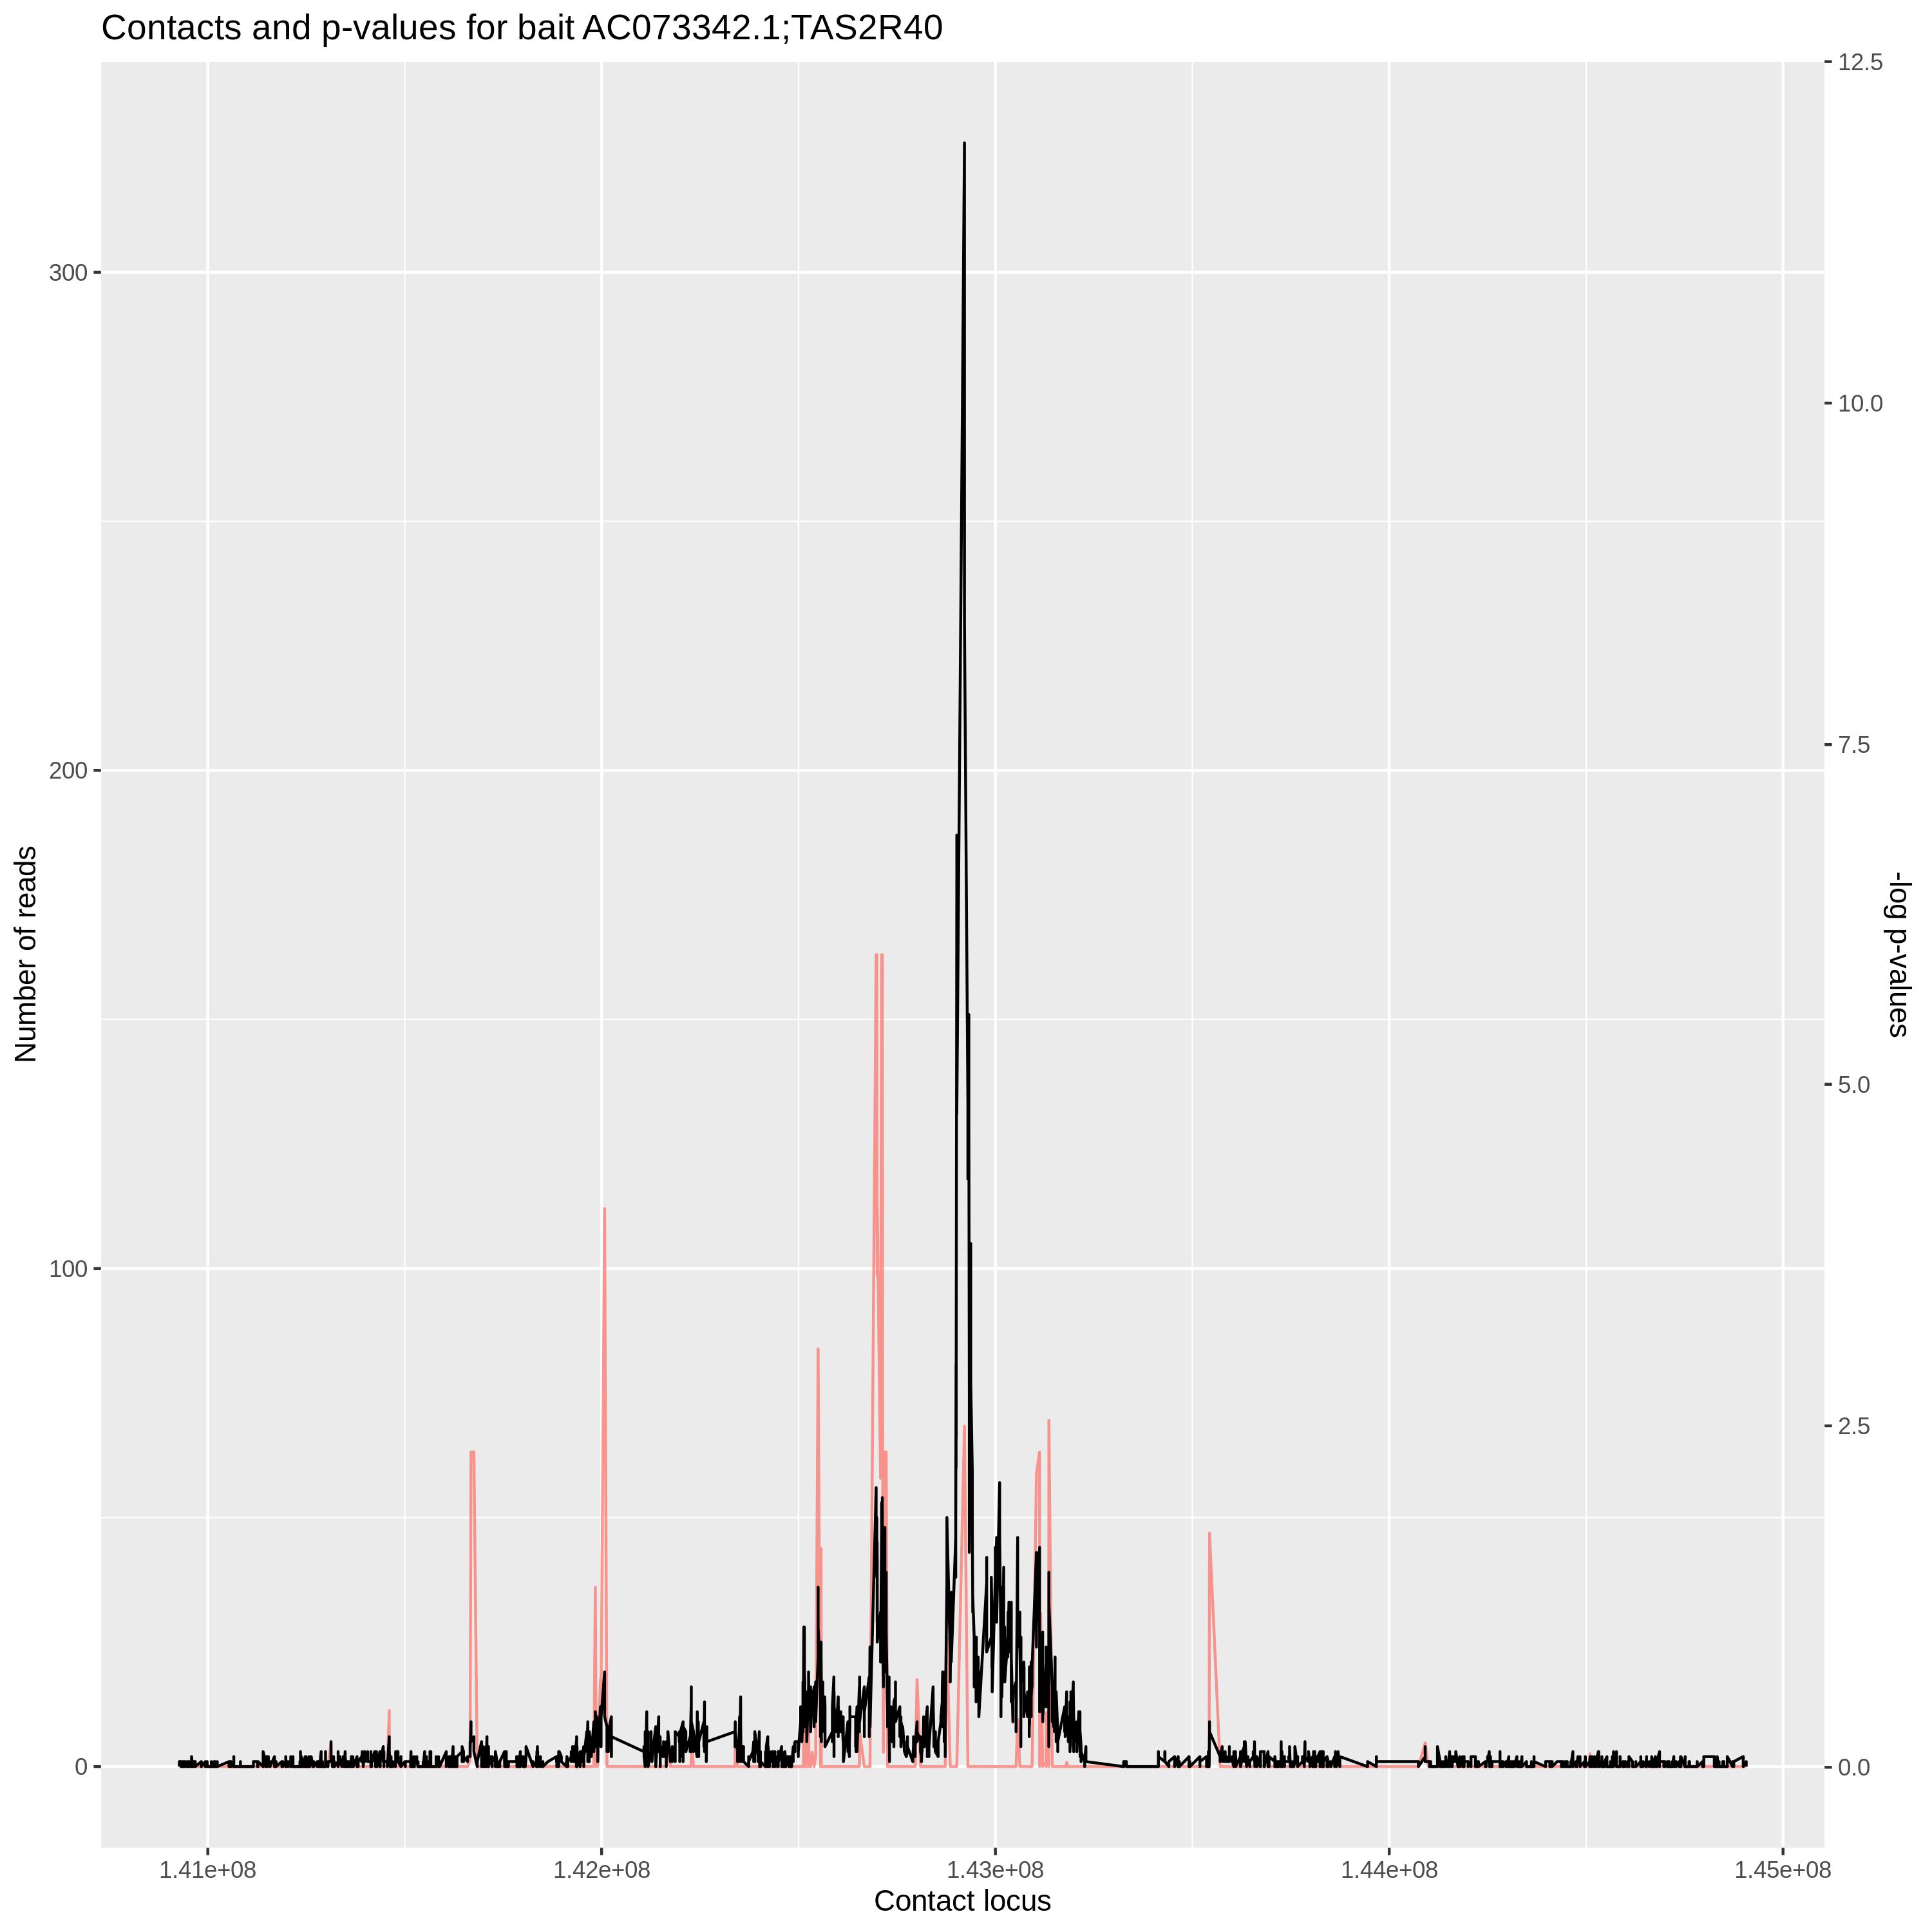 Contacts and p-values for bait AC073342.1;TAS2R40
12.5
300
10.0
200
7.5
Number of reads
-log p-values
5.0
100
2.5
0
0.0
1.41e+08 1.42e+08 1.43e+08 1.44e+08 1.45e+08
Contact locus